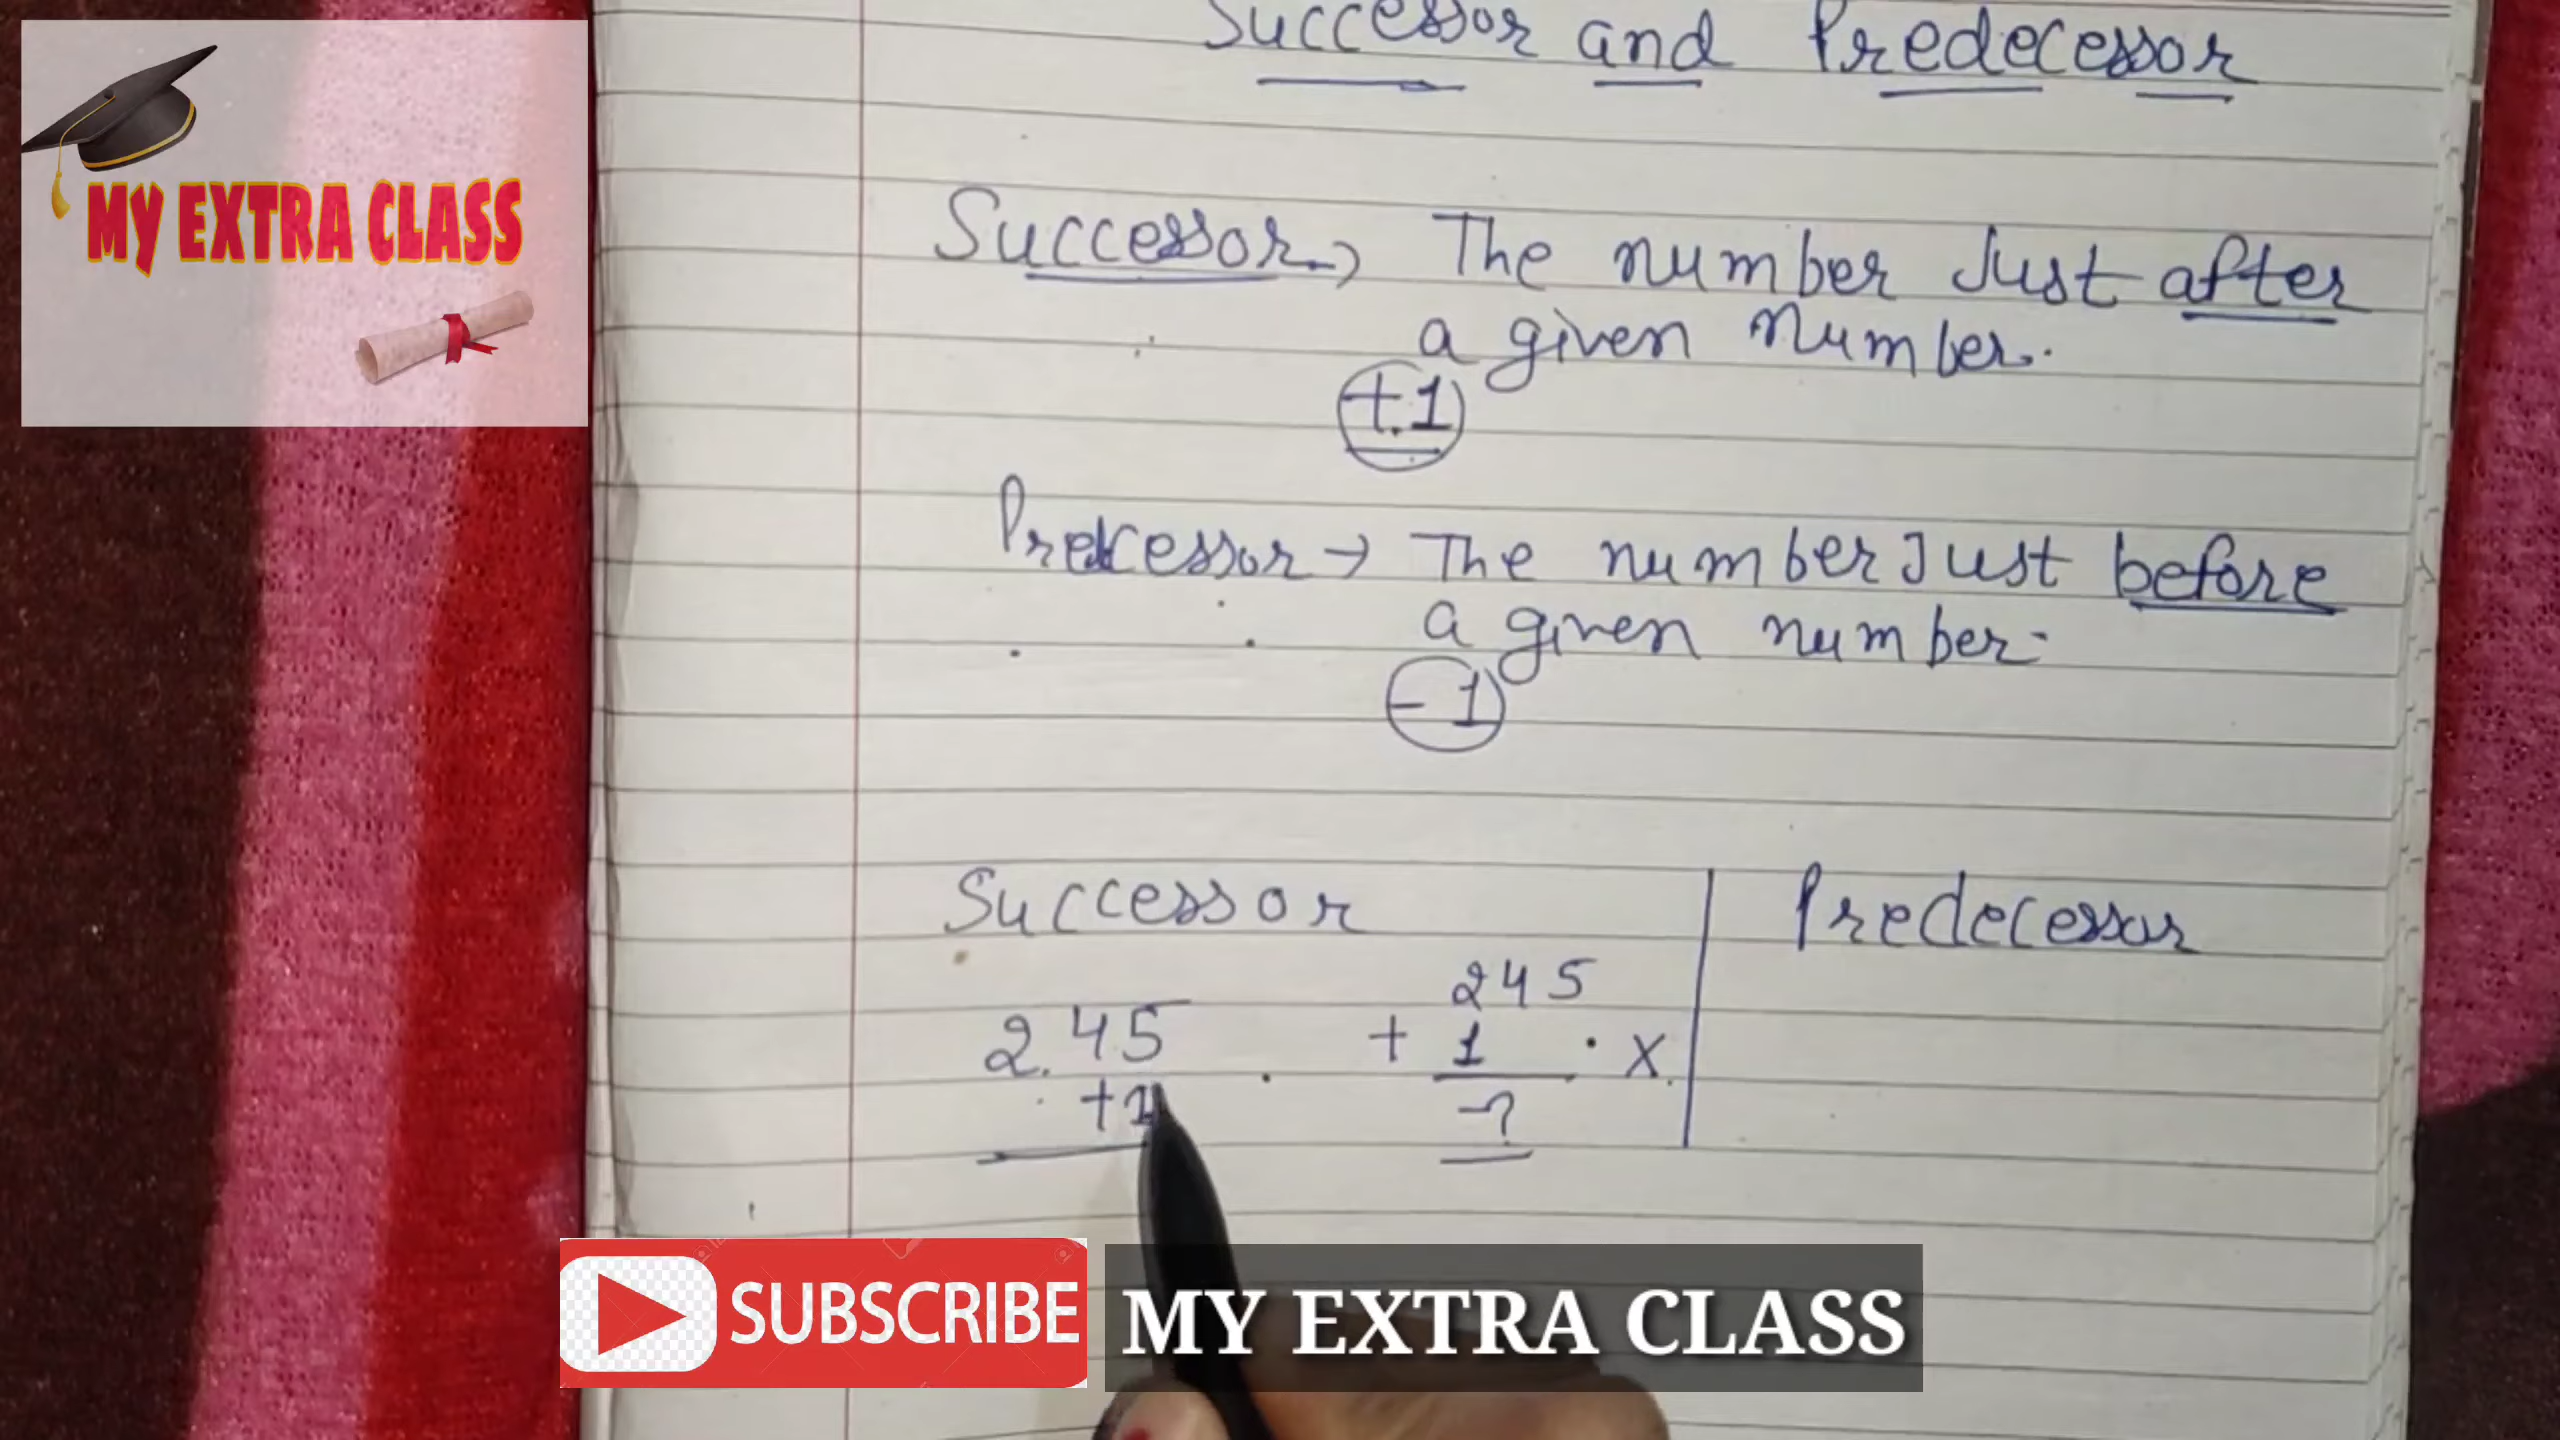 MY EXTRA CLASS
Successor and Predecessor
Successor → The number Just after
a given number.
+1
Predecessor → The number Just before
a given number.
-1
Successor Predecessor
245
+1
245
+ 1 x
?
SUBSCRIBE MY EXTRA CLASS